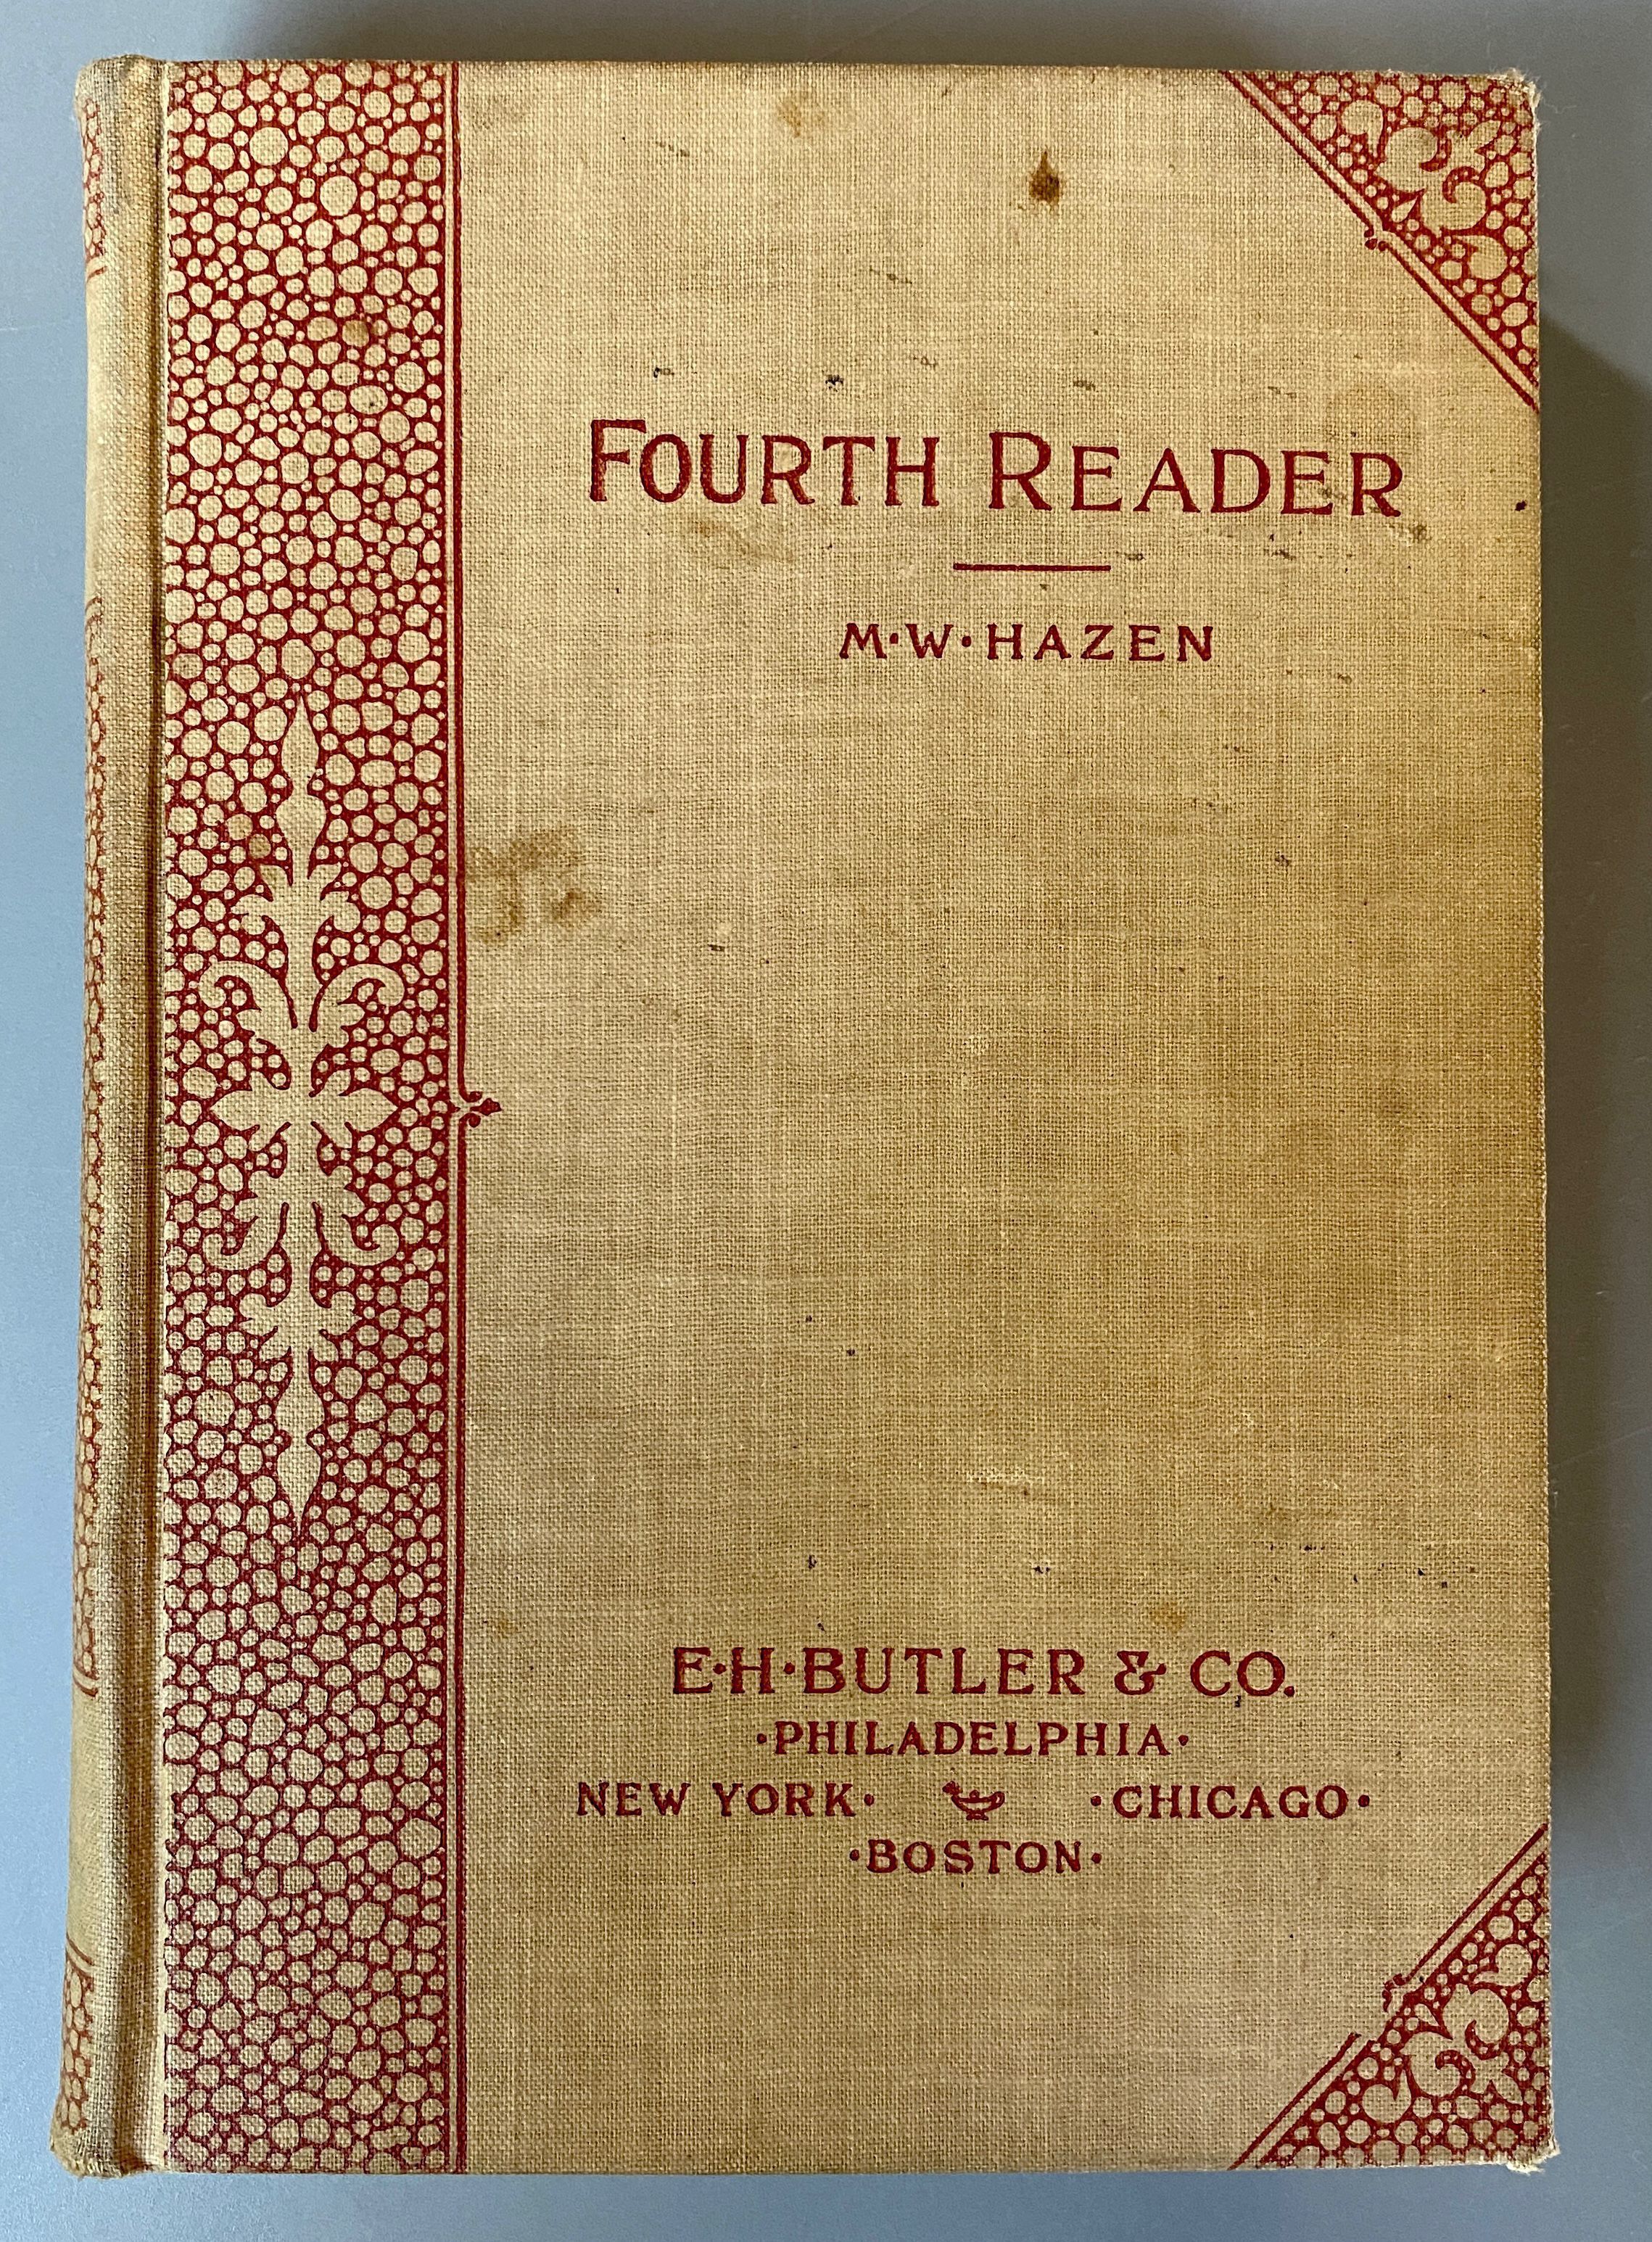 FOURTH READER
M·W·HAZEN
E·H·BUTLER & CO.
·PHILADELPHIA·
NEW YORK· ·CHICAGO·
·BOSTON·